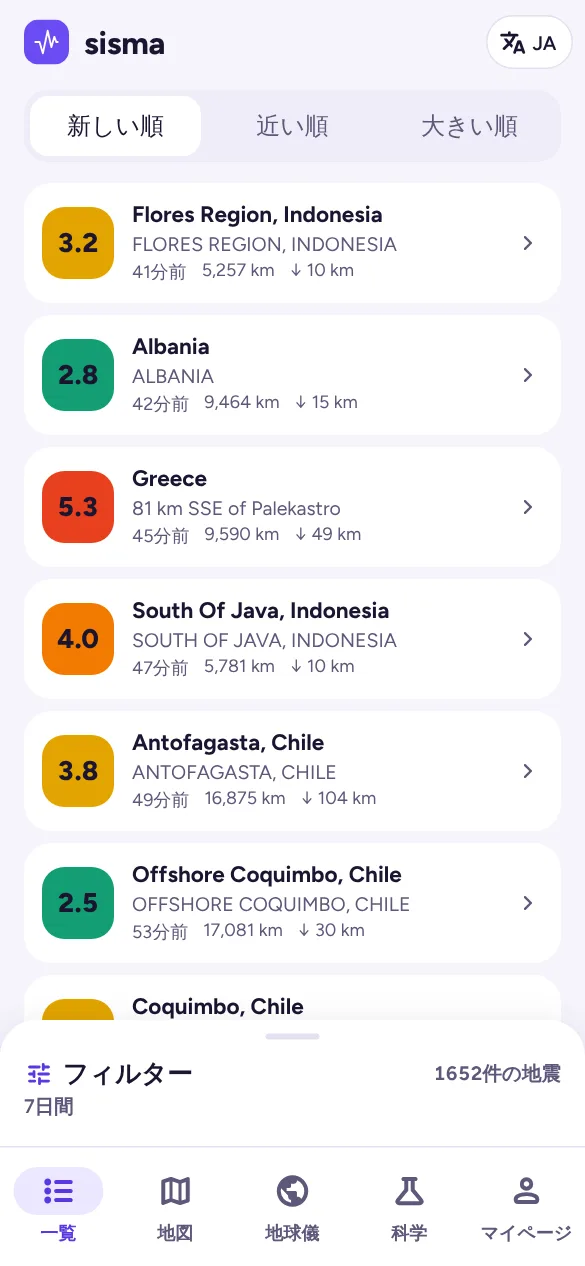 sisma
JA
新しい順 近い順 大きい順
3.2
Flores Region, Indonesia
FLORES REGION, INDONESIA
41分前 5,257 km ↓ 10 km
2.8
Albania
ALBANIA
42分前 9,464 km ↓ 15 km
5.3
Greece
81 km SSE of Palekastro
45分前 9,590 km ↓ 49 km
4.0
South Of Java, Indonesia
SOUTH OF JAVA, INDONESIA
47分前 5,781 km ↓ 10 km
3.8
Antofagasta, Chile
ANTOFAGASTA, CHILE
49分前 16,875 km ↓ 104 km
2.5
Offshore Coquimbo, Chile
OFFSHORE COQUIMBO, CHILE
53分前 17,081 km ↓ 30 km
Coquimbo, Chile
フィルター 1652件の地震
7日間
一覧 地図 地球儀 科学 マイページ